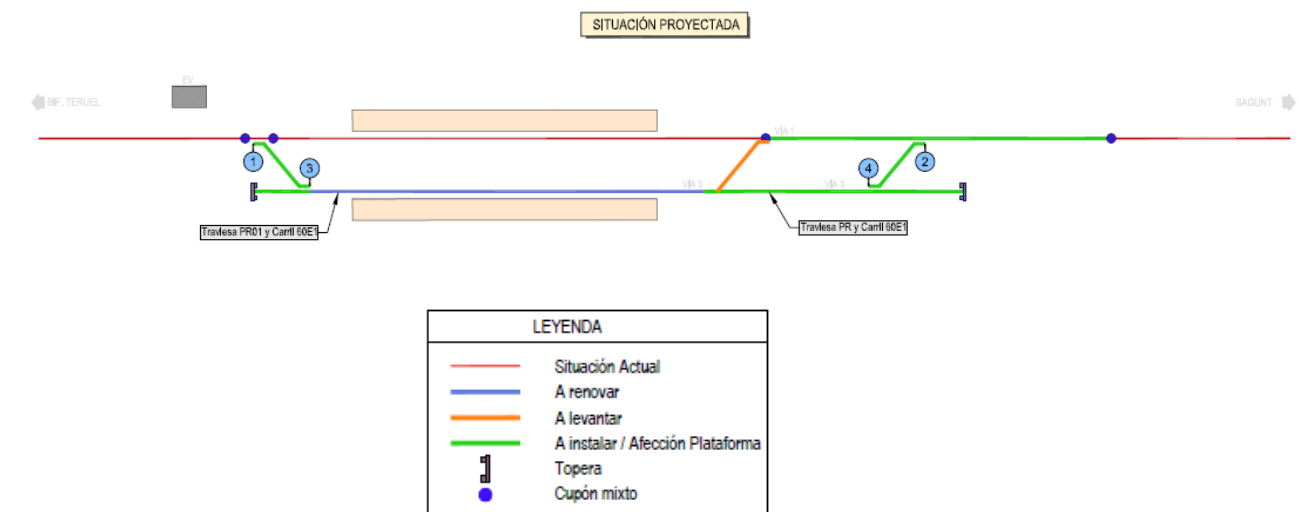 SITUACIÓN PROYECTADA
EV
BIF. TERUEL
SAGUNT
VÍA 1
1
3
4
2
VÍA 3
VÍA 3
Traviesa PR01 y Carril 60E1
Traviesa PR y Carril 60E1
LEYENDA
Situación Actual
A renovar
A levantar
A instalar / Afección Plataforma
Topera
Cupón mixto